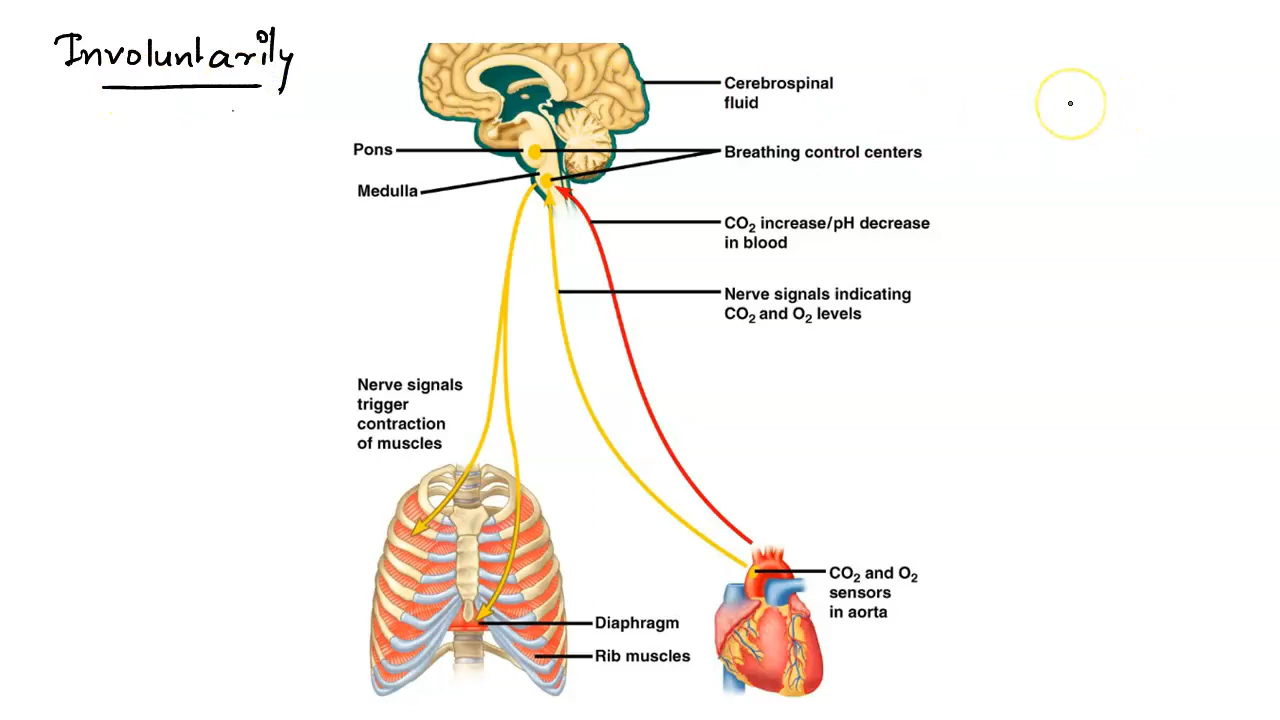 Involuntarily
Cerebrospinal
fluid
Pons
Breathing control centers
Medulla
CO₂ increase/pH decrease
in blood
Nerve signals indicating
CO₂ and O₂ levels
Nerve signals
trigger
contraction
of muscles
CO₂ and O₂
sensors
in aorta
Diaphragm
Rib muscles